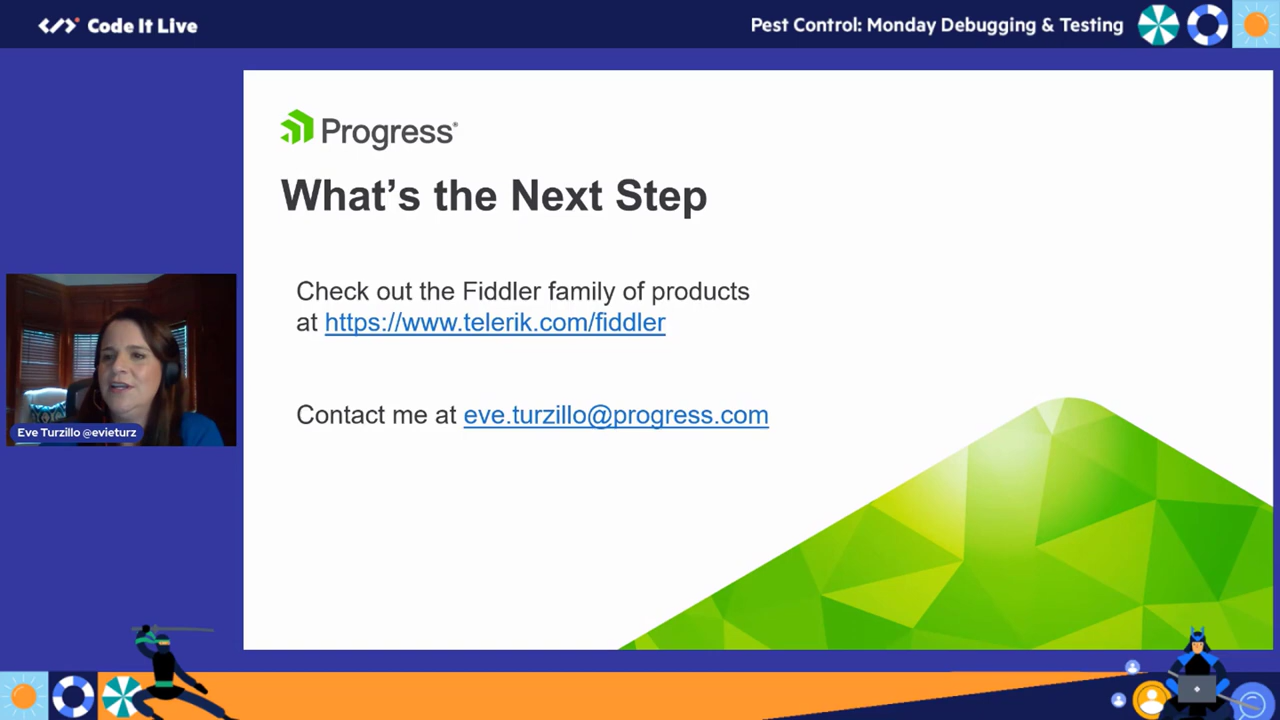 Code It Live
Pest Control: Monday Debugging & Testing
Progress®
What's the Next Step
Check out the Fiddler family of products
at https://www.telerik.com/fiddler
Contact me at eve.turzillo@progress.com
Eve Turzillo @evieturz